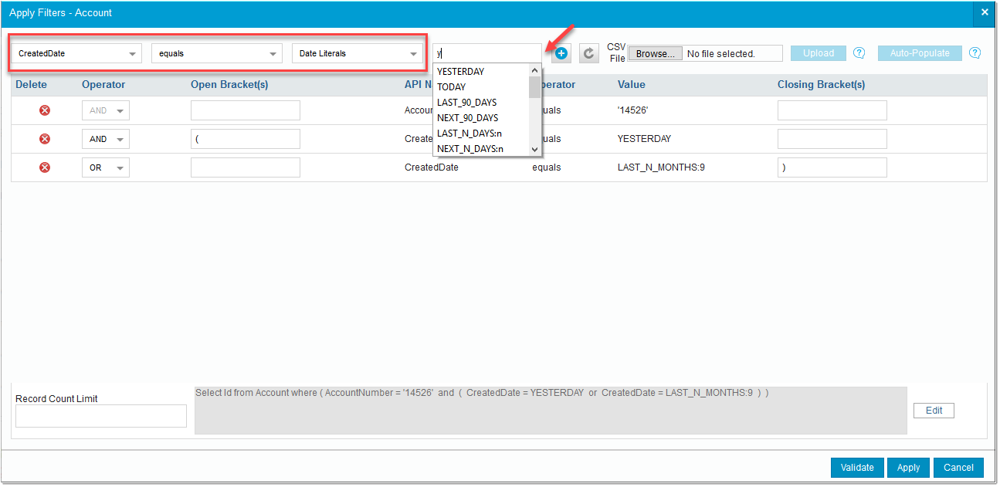 Apply Filters - Account ×
CreatedDate equals Date Literals y CSV File Browse... No file selected. Upload ? Auto-Populate ?
YESTERDAY
TODAY
LAST_90_DAYS
NEXT_90_DAYS
LAST_N_DAYS:n
NEXT_N_DAYS:n
Delete Operator Open Bracket(s) API N perator Value Closing Bracket(s)
AND Accour uals '14526'
AND ( Create uals YESTERDAY
OR CreatedDate equals LAST_N_MONTHS:9 )
Record Count Limit
Select Id from Account where ( AccountNumber = '14526' and ( CreatedDate = YESTERDAY or CreatedDate = LAST_N_MONTHS:9 ) )
Edit
Validate Apply Cancel